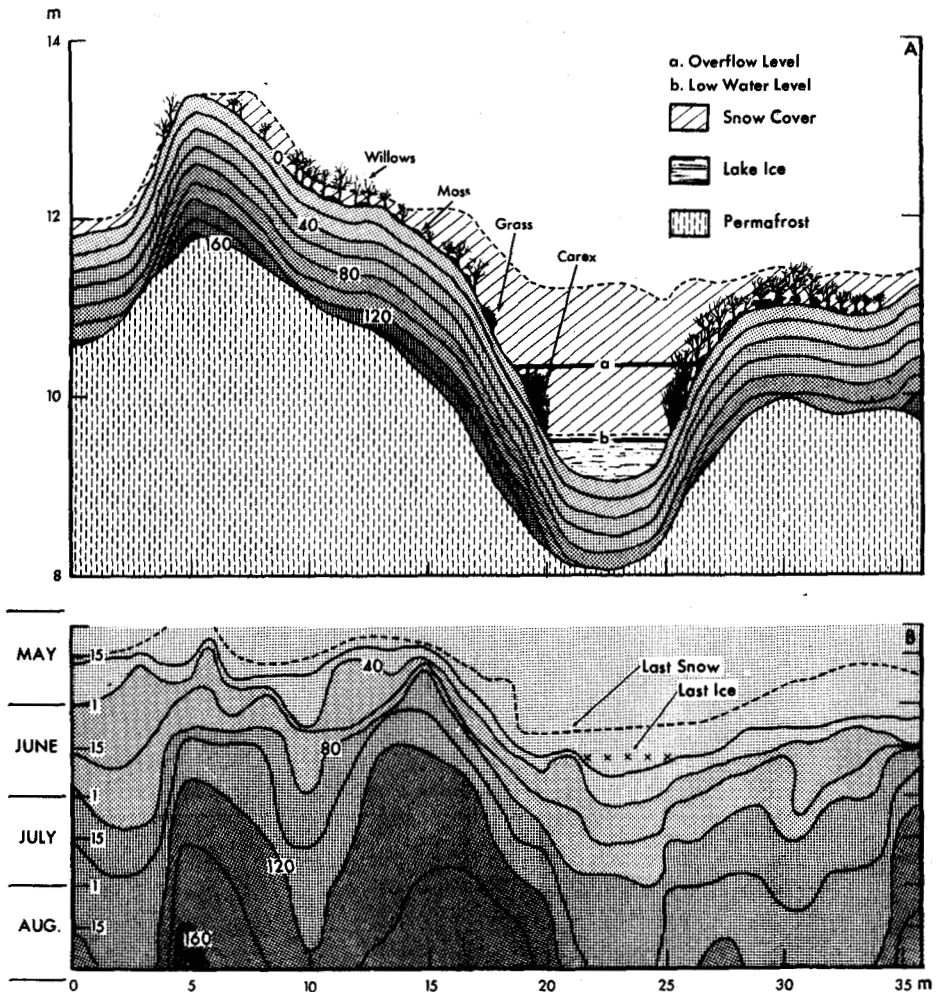 m
14
A
a. Overflow Level
b. Low Water Level
Snow Cover
Lake Ice
Permafrost
Willows
Moss
Grass
Carex
0
40
80
120
160
12
a
10
b
8
B
MAY
15
40
Last Snow
Last Ice
1
JUNE
15
80
1
JULY
15
120
1
AUG.
15
160
0 5 10 15 20 25 30 35 m